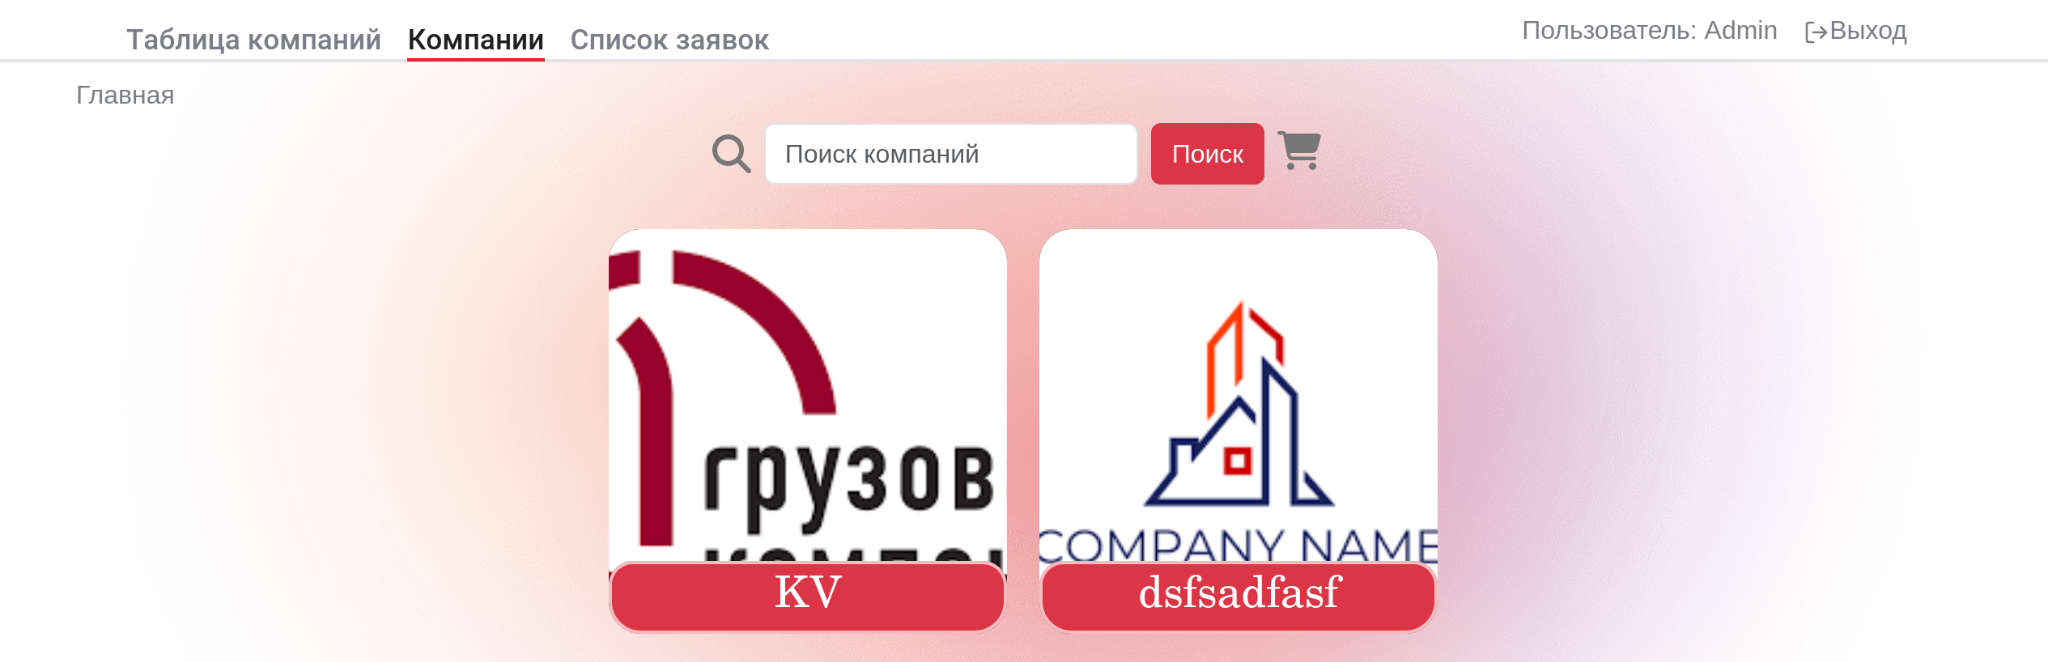 Таблица компаний Компании Список заявок Пользователь: Admin Выход
Главная
Поиск компаний Поиск
грузов
COMPANY NAME
KV dsfsadfasf